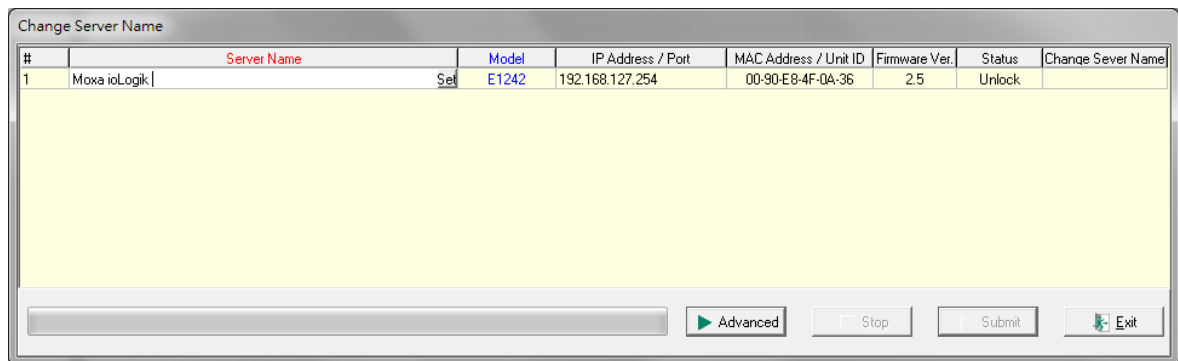 Change Server Name
# Server Name Model IP Address / Port MAC Address / Unit ID Firmware Ver. Status Change Sever Name
1 Moxa ioLogik Set E1242 192.168.127.254 00-90-E8-4F-0A-36 2.5 Unlock
Advanced Stop Submit Exit